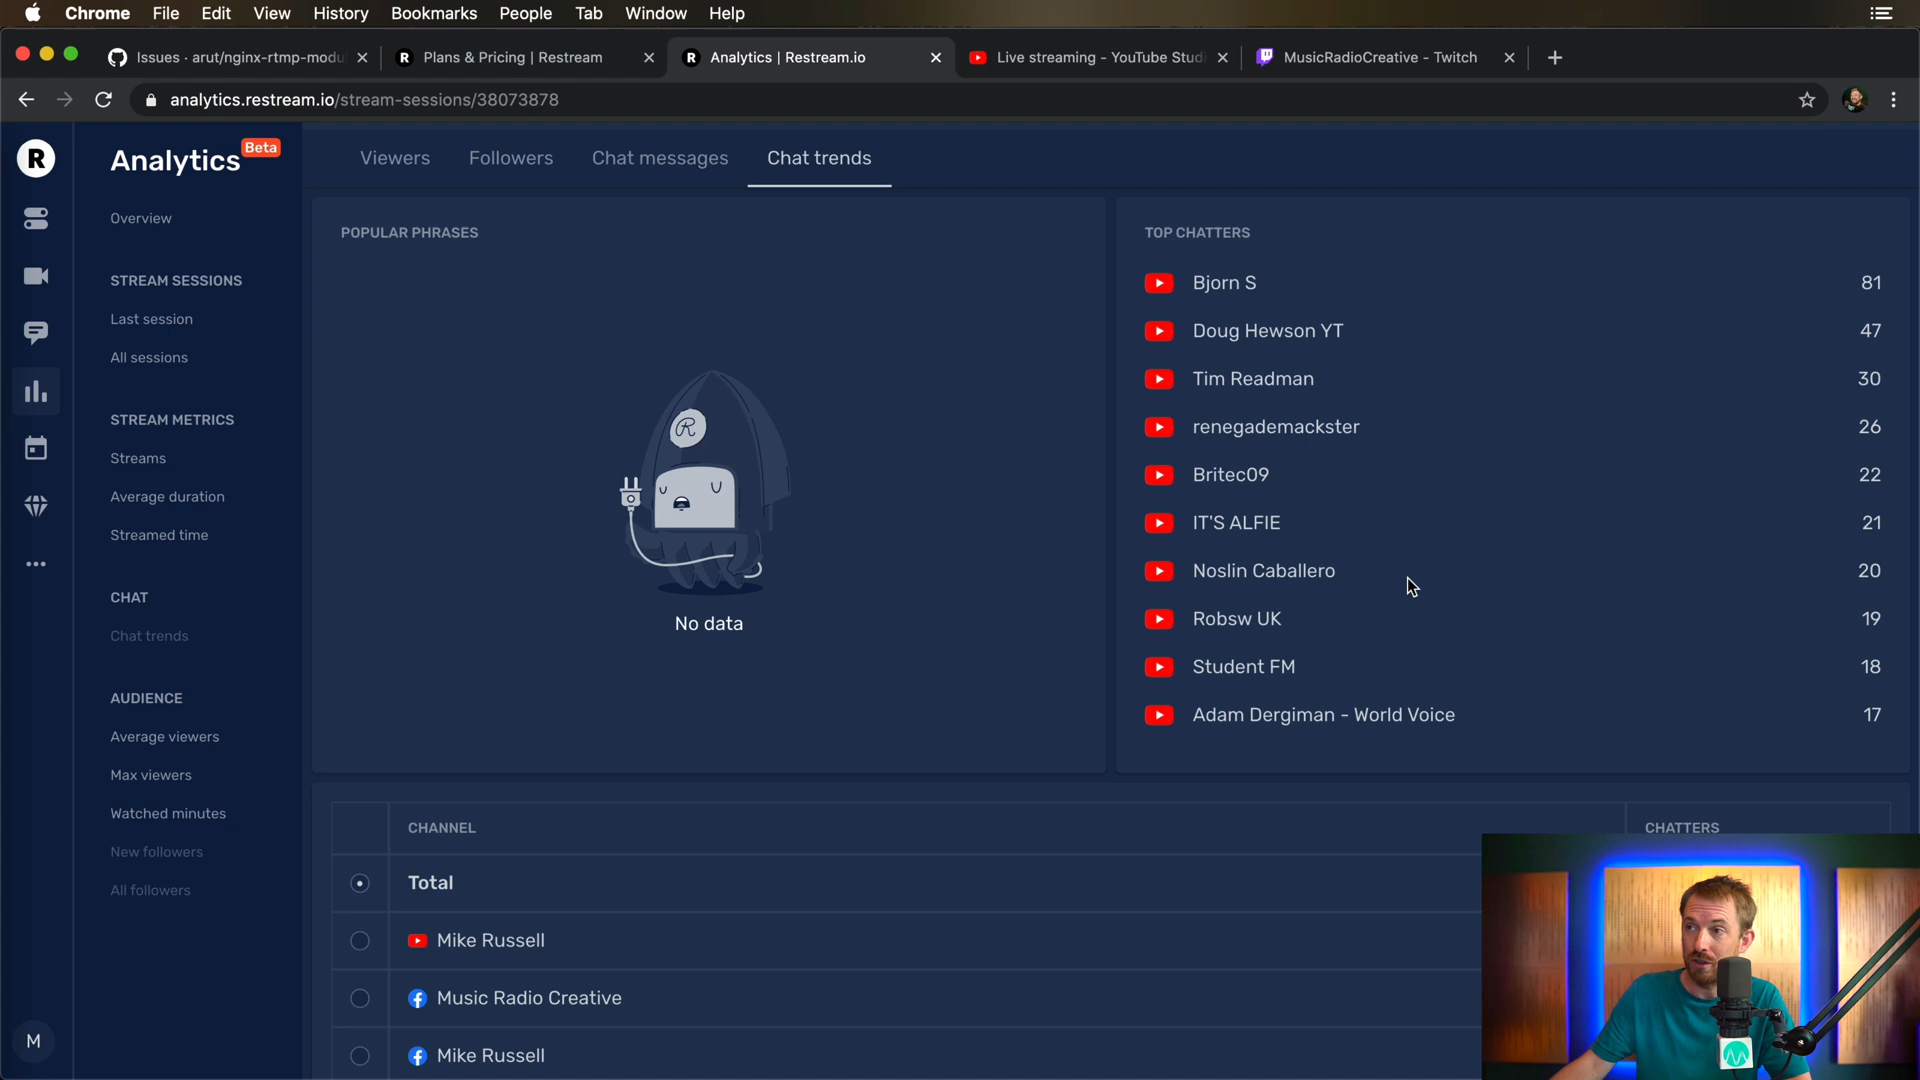 Chrome File Edit View History Bookmarks People Tab Window Help
Issues · arut/nginx-rtmp-modu
Plans & Pricing | Restream
Analytics | Restream.io
Live streaming - YouTube Studi
MusicRadioCreative - Twitch
analytics.restream.io/stream-sessions/38073878
R
Analytics
Beta
Viewers
Followers
Chat messages
Chat trends
Overview
STREAM SESSIONS
Last session
All sessions
STREAM METRICS
Streams
Average duration
Streamed time
CHAT
Chat trends
AUDIENCE
Average viewers
Max viewers
Watched minutes
New followers
All followers
M
POPULAR PHRASES
R
No data
TOP CHATTERS
Bjorn S 81
Doug Hewson YT 47
Tim Readman 30
renegademackster 26
Britec09 22
IT'S ALFIE 21
Noslin Caballero 20
Robsw UK 19
Student FM 18
Adam Dergiman - World Voice 17
CHANNEL CHATTERS
Total
Mike Russell
Music Radio Creative
Mike Russell